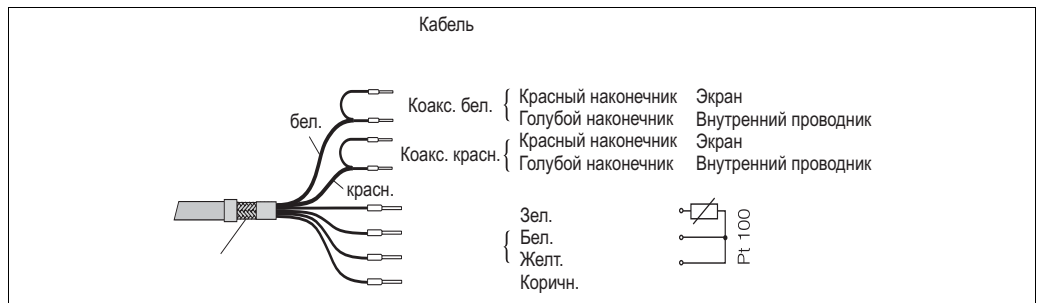 Кабель
Коакс. бел. { Красный наконечник Экран
Голубой наконечник Внутренний проводник
бел.
Коакс. красн. { Красный наконечник Экран
Голубой наконечник Внутренний проводник
красн.
Зел.
Бел.
Желт.
Коричн.
Pt 100